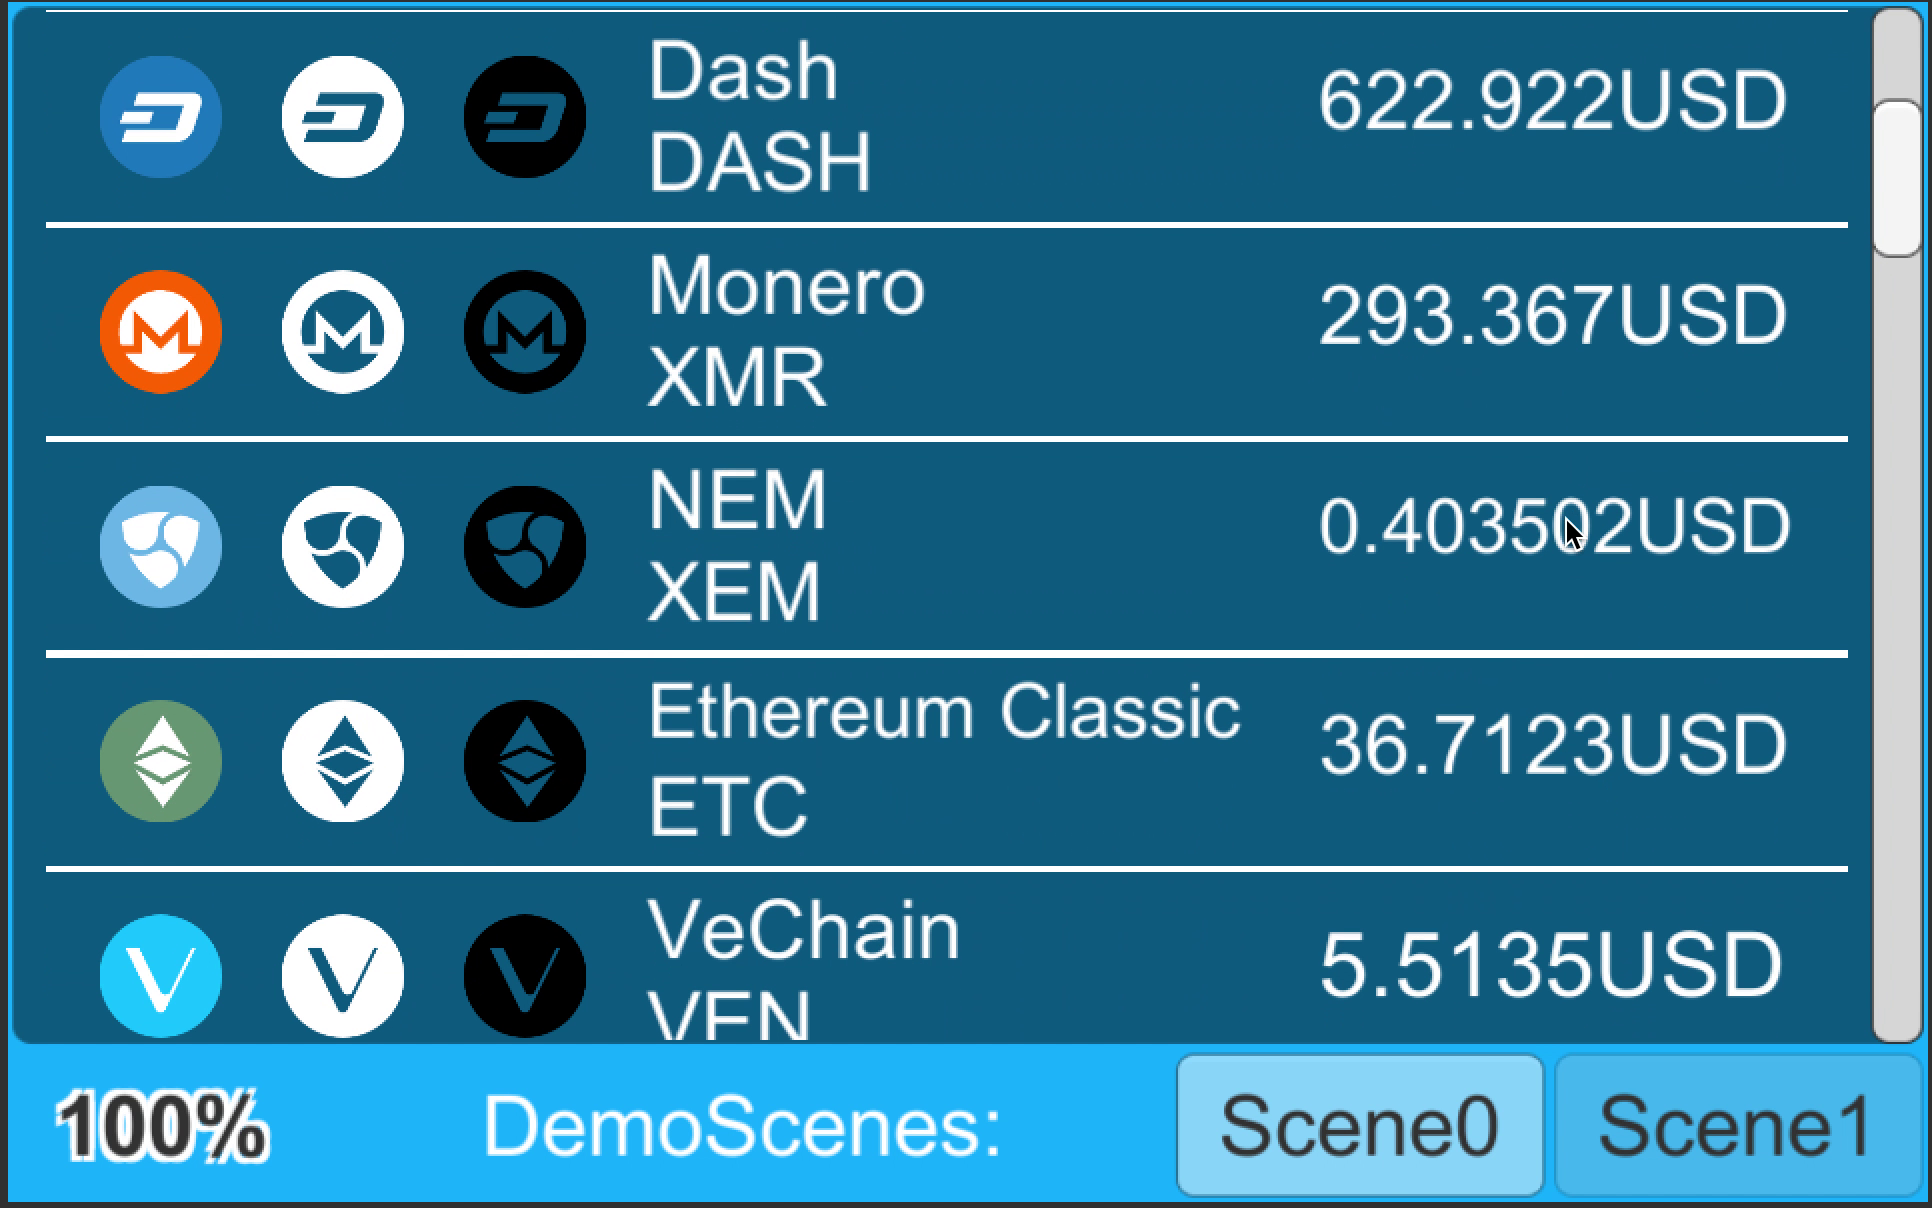 Dash
DASH
622.922USD
Monero
XMR
293.367USD
NEM
XEM
0.403502USD
Ethereum Classic
ETC
36.7123USD
VeChain
VEN
5.5135USD
100%
DemoScenes:
Scene0
Scene1